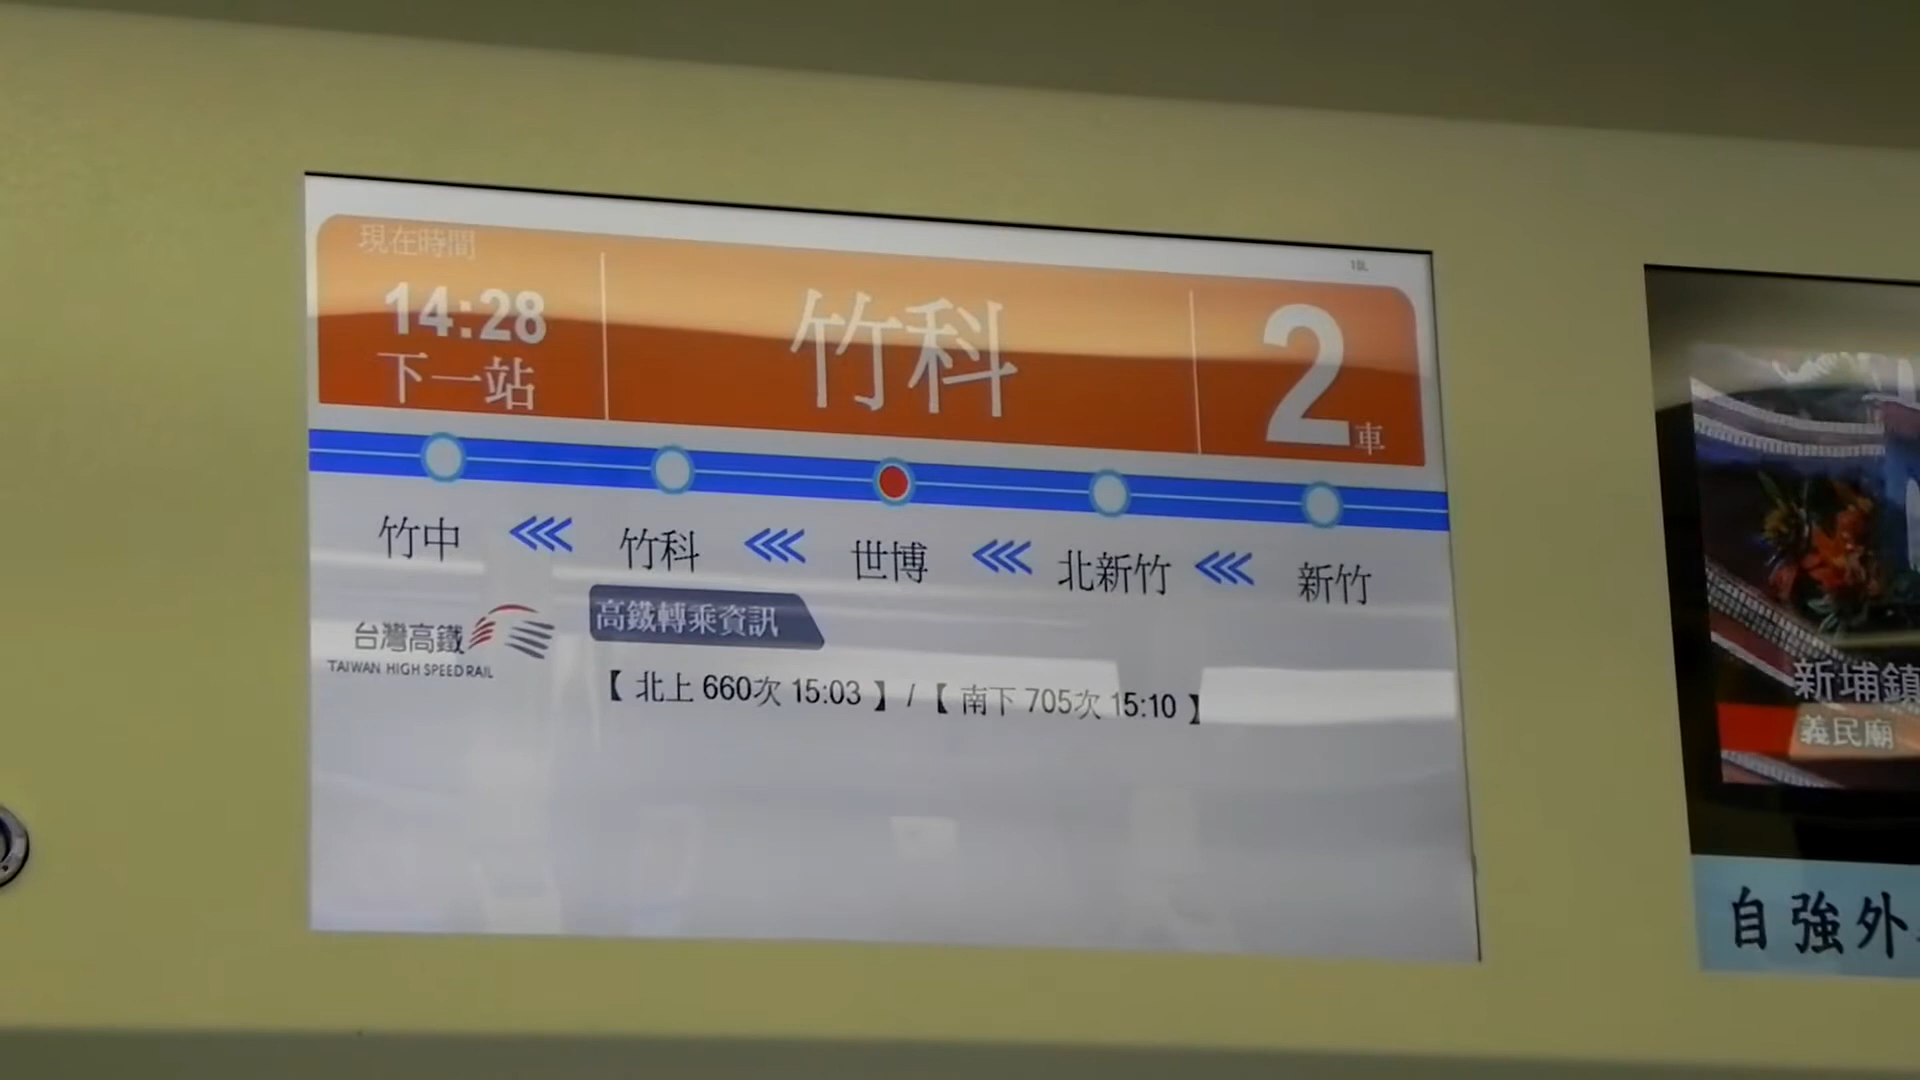 現在時間
14:28
下一站
竹科
2車
竹中 <<< 竹科 <<< 世博 <<< 北新竹 <<< 新竹
台灣高鐵
TAIWAN HIGH SPEED RAIL
高鐵轉乘資訊
【 北上 660次 15:03 】 / 【 南下 705次 15:10 】
新埔鎮
義民廟
自強外